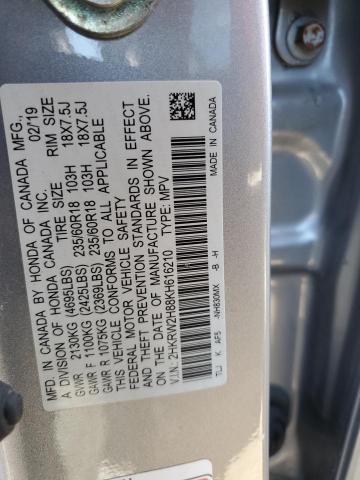 MFD. IN CANADA BY HONDA OF CANADA MFG., 02/19
A DIVISION OF HONDA CANADA INC.
TIRE SIZE RIM SIZE
GVWR 2130KG (4695LBS)
GAWR F 1100KG (2425LBS) 235/60R18 103H 18X7.5J
GAWR R 1075KG (2369LBS) 235/60R18 103H 18X7.5J
THIS VEHICLE CONFORMS TO ALL APPLICABLE
FEDERAL MOTOR VEHICLE SAFETY
AND THEFT PREVENTION STANDARDS IN EFFECT
ON THE DATE OF MANUFACTURE SHOWN ABOVE.
V.I.N.: 2HKRW2H88KH616210 TYPE: MPV
-NH830MX -B -H
TLJ K AF5
MADE IN CANADA